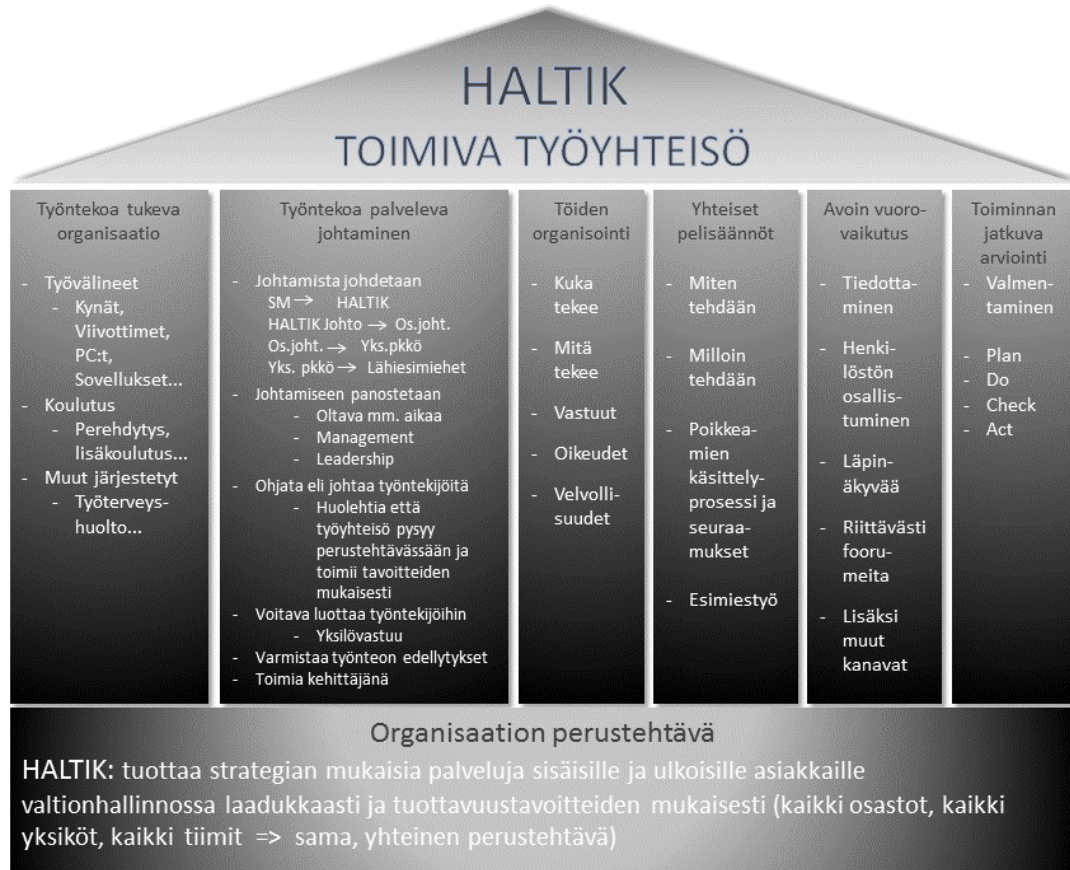 HALTIK
TOIMIVA TYÖYHTEISÖ
Työntekoa tukeva
organisaatio
- Työvälineet
- Kynät,
Viivottimet,
PC:t,
Sovellukset...
- Koulutus
- Perehdytys,
lisäkoulutus...
- Muut järjestetyt
- Työterveys-
huolto...
Työntekoa palveleva
johtaminen
- Johtamista johdetaan
SM → HALTIK
HALTIK Johto → Os.joht.
Os.joht. → Yks.pkkö
Yks. pkkö → Lähiesimiehet
- Johtamiseen panostetaan
- Oltava mm. aikaa
- Management
- Leadership
- Ohjata eli johtaa työntekijöitä
- Huolehtia että
työyhteisö pysyy
perustehtävässään ja
toimii tavoitteiden
mukaisesti
- Voitava luottaa työntekijöihin
- Yksilövastuu
- Varmistaa työnteon edellytykset
- Toimia kehittäjänä
Töiden
organisointi
- Kuka
tekee
- Mitä
tekee
- Vastuut
- Oikeudet
- Velvolli-
suudet
Yhteiset
pelisäännöt
- Miten
tehdään
- Milloin
tehdään
- Poikkea-
mien
käsittely-
prosessi ja
seuraa-
mukset
- Esimiestyö
Avoin vuoro-
vaikutus
- Tiedotta-
minen
- Henki-
löstön
osallis-
tuminen
- Läpin-
äkyvää
- Riittävästi
fooru-
meita
- Lisäksi
muut
kanavat
Toiminnan
jatkuva
arviointi
- Valmen-
taminen
- Plan
- Do
- Check
- Act
Organisaation perustehtävä
HALTIK: tuottaa strategian mukaisia palveluja sisäisille ja ulkoisille asiakkaille
valtionhallinnossa laadukkaasti ja tuottavuustavoitteiden mukaisesti (kaikki osastot, kaikki
yksiköt, kaikki tiimit => sama, yhteinen perustehtävä)